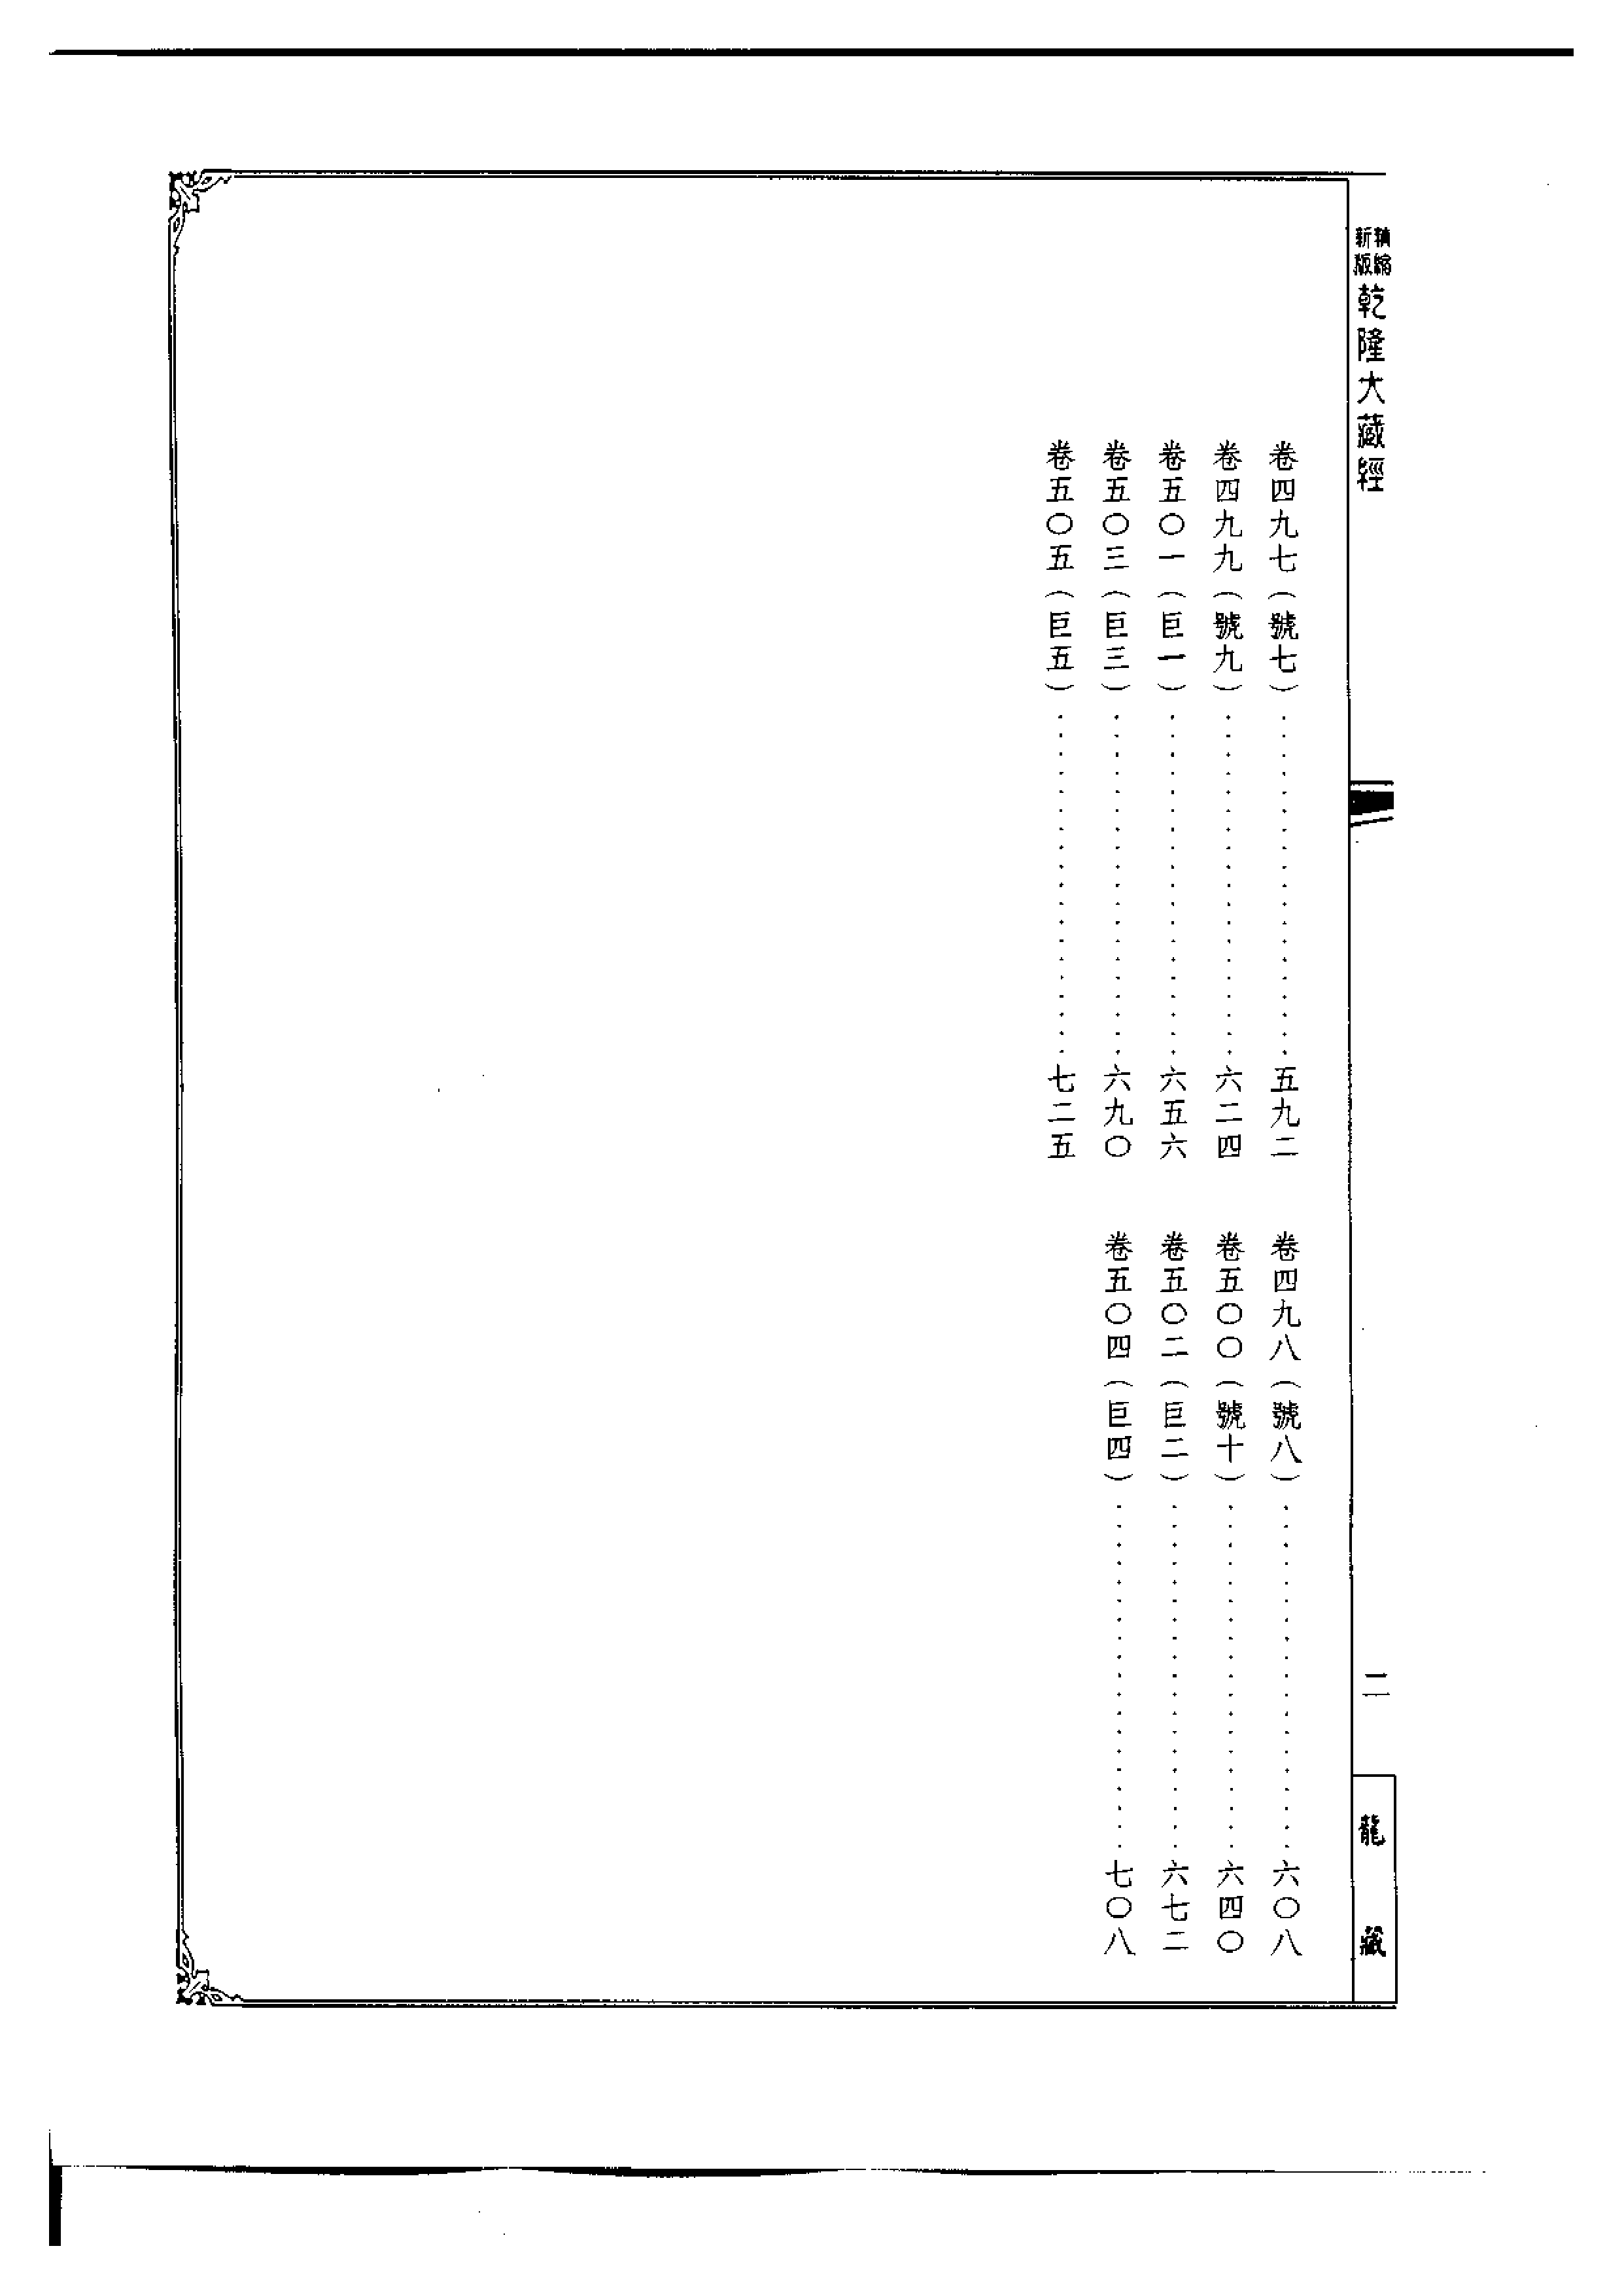 精縮
新版
乾隆大藏經
二
龍藏
卷四九七（號七）····················五九二
卷四九八（號八）····················六〇八
卷四九九（號九）····················六二四
卷五〇〇（號十）····················六四〇
卷五〇一（巨一）····················六五六
卷五〇二（巨二）····················六七二
卷五〇三（巨三）····················六九〇
卷五〇四（巨四）····················七〇八
卷五〇五（巨五）····················七二五